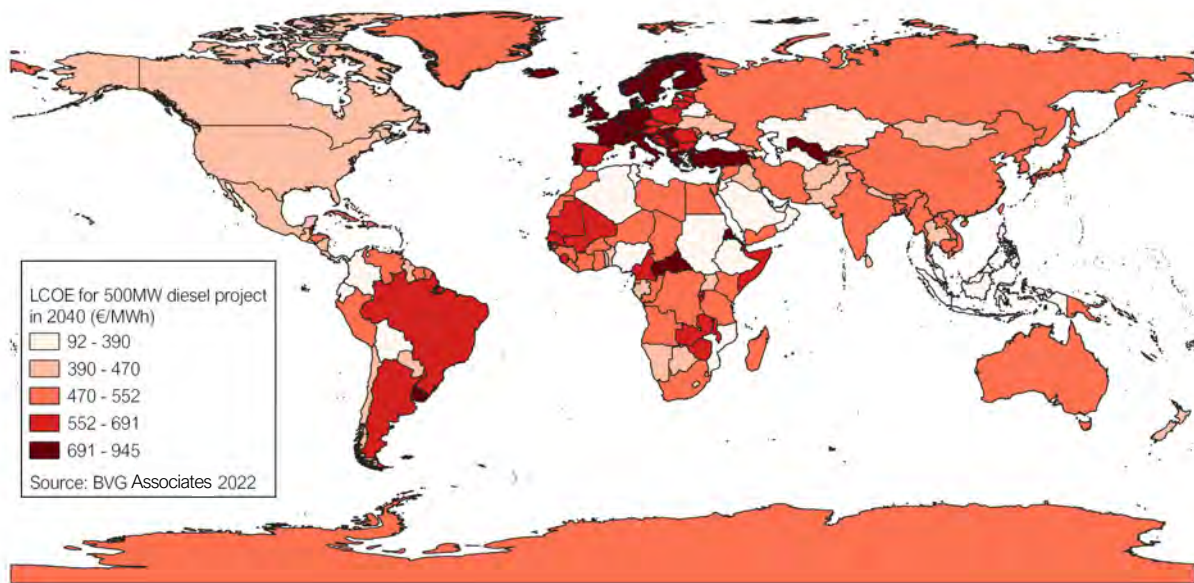 LCOE for 500MW diesel project
in 2040 (€/MWh)
92 - 390
390 - 470
470 - 552
552 - 691
691 - 945
Source: BVG Associates 2022